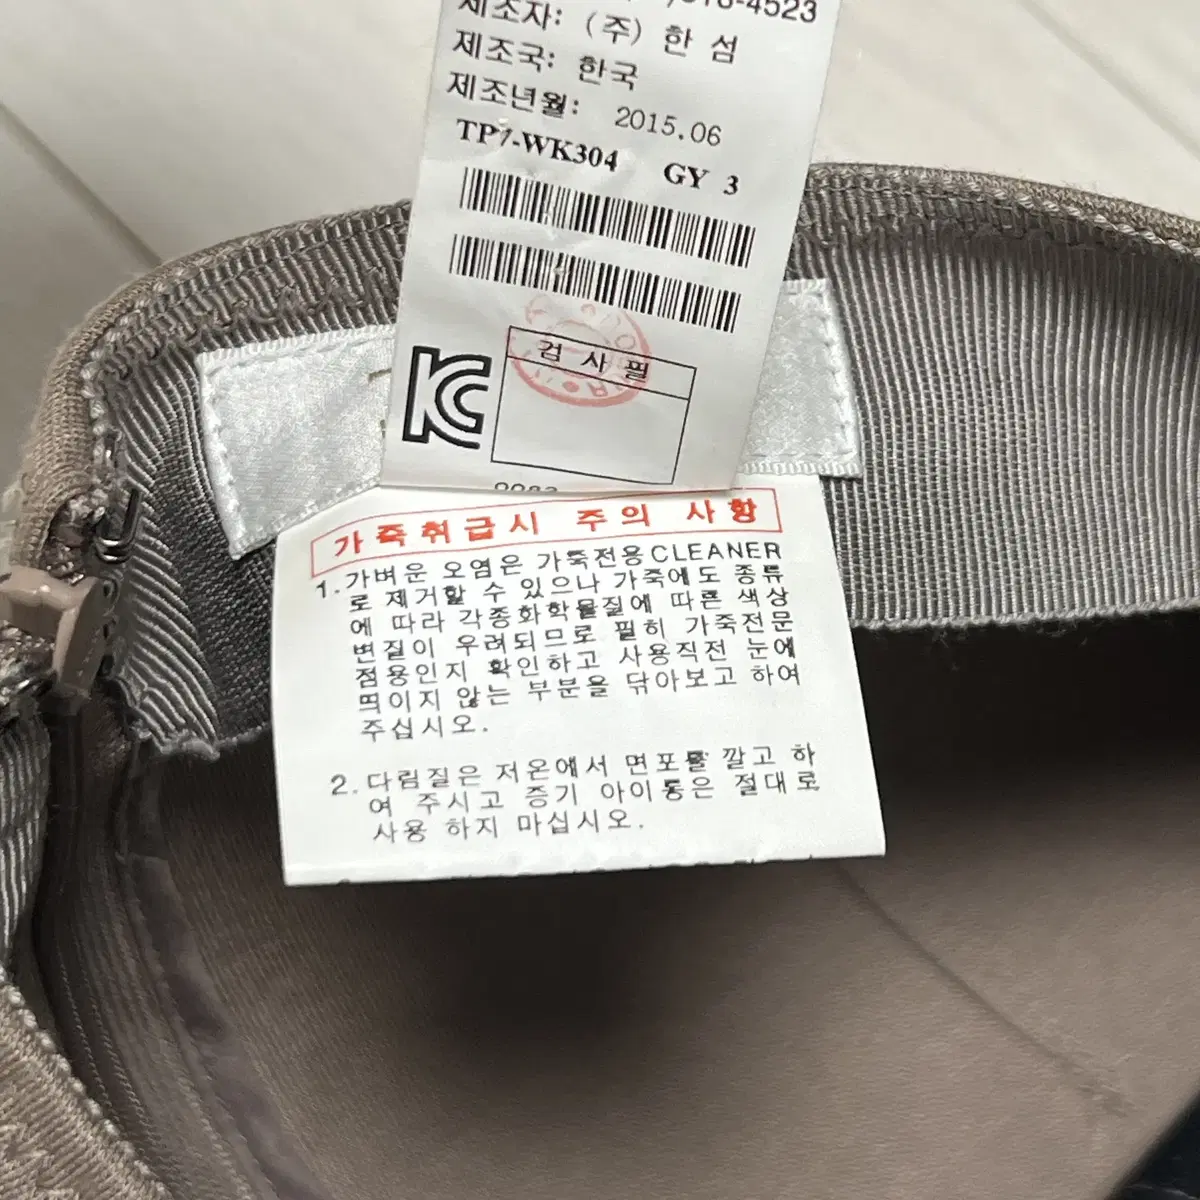 제조자: (주) 한 섬
제조국: 한국
제조년월: 2015.06
TP7-WK304 GY 3
검 사 필
가죽취급시 주의 사항
1. 가벼운 오염은 가죽전용CLEANER
로 제거할 수 있으나 가죽에도 종류
에 따라 각종화학물질에 따른 색상
변질이 우려되므로 필히 가죽전문
점용인지 확인하고 사용직전 눈에
띄이지 않는 부분을 닦아보고 하여
주십시오.
2. 다림질은 저온에서 면포를 깔고 하
여 주시고 증기 아이롱은 절대로
사용 하지 마십시오.